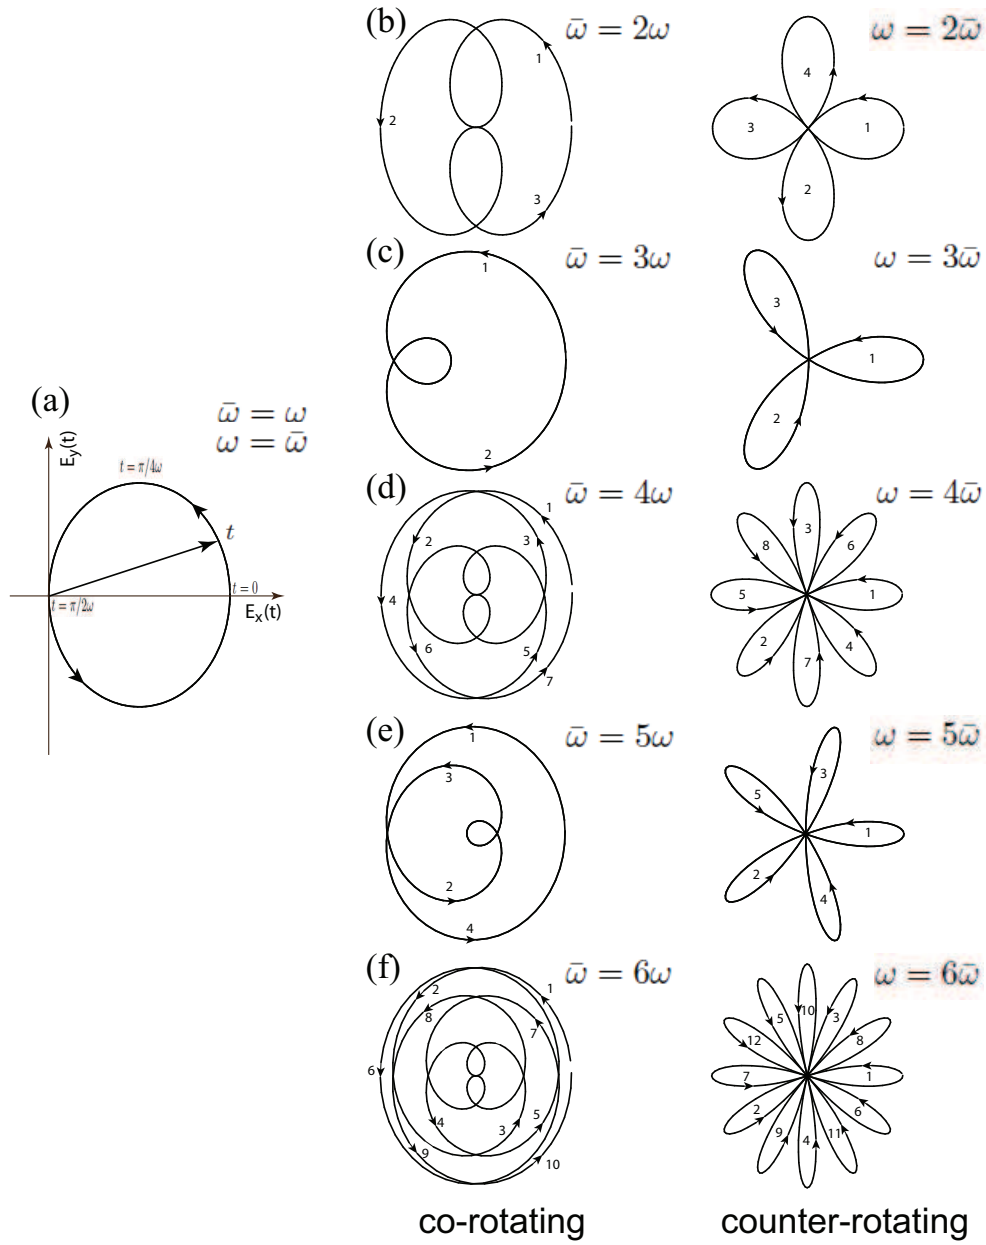 (a)
ω̄ = ω
ω = ω̄
E_y(t)
t = π/4ω
t
t = 0
t = π/2ω
E_x(t)
(b)
ω̄ = 2ω
1
2
3
ω = 2ω̄
4
3
1
2
(c)
ω̄ = 3ω
1
2
ω = 3ω̄
3
1
2
(d)
ω̄ = 4ω
1
2
3
4
6
5
7
ω = 4ω̄
3
8
6
5
1
2
4
7
(e)
ω̄ = 5ω
1
3
2
4
ω = 5ω̄
3
5
1
2
4
(f)
ω̄ = 6ω
1
2
8
7
6
5
4
3
9
10
ω = 6ω̄
10
5
3
12
8
7
1
2
6
9
11
4
co-rotating
counter-rotating